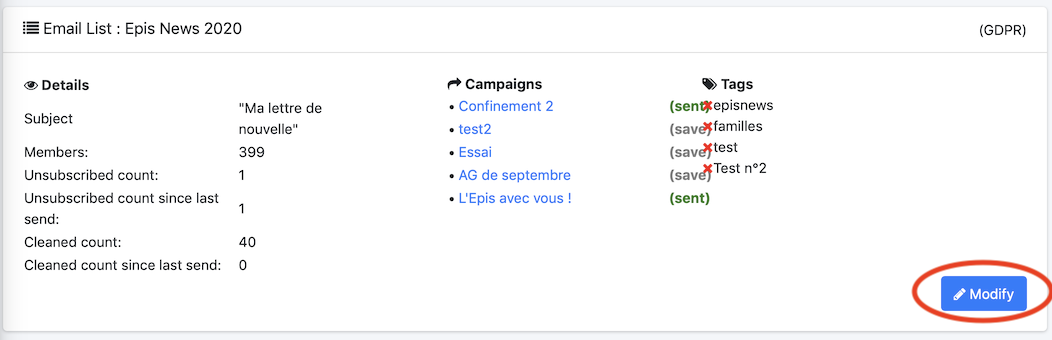 Email List : Epis News 2020
(GDPR)
Details
Subject
"Ma lettre de
nouvelle"
Members:
399
Unsubscribed count:
1
Unsubscribed count since last
send:
1
Cleaned count:
40
Cleaned count since last send:
0
Campaigns
• Confinement 2 (sent)
• test2 (save)
• Essai (save)
• AG de septembre (save)
• L'Epis avec vous ! (sent)
Tags
episnews
familles
test
Test n°2
Modify